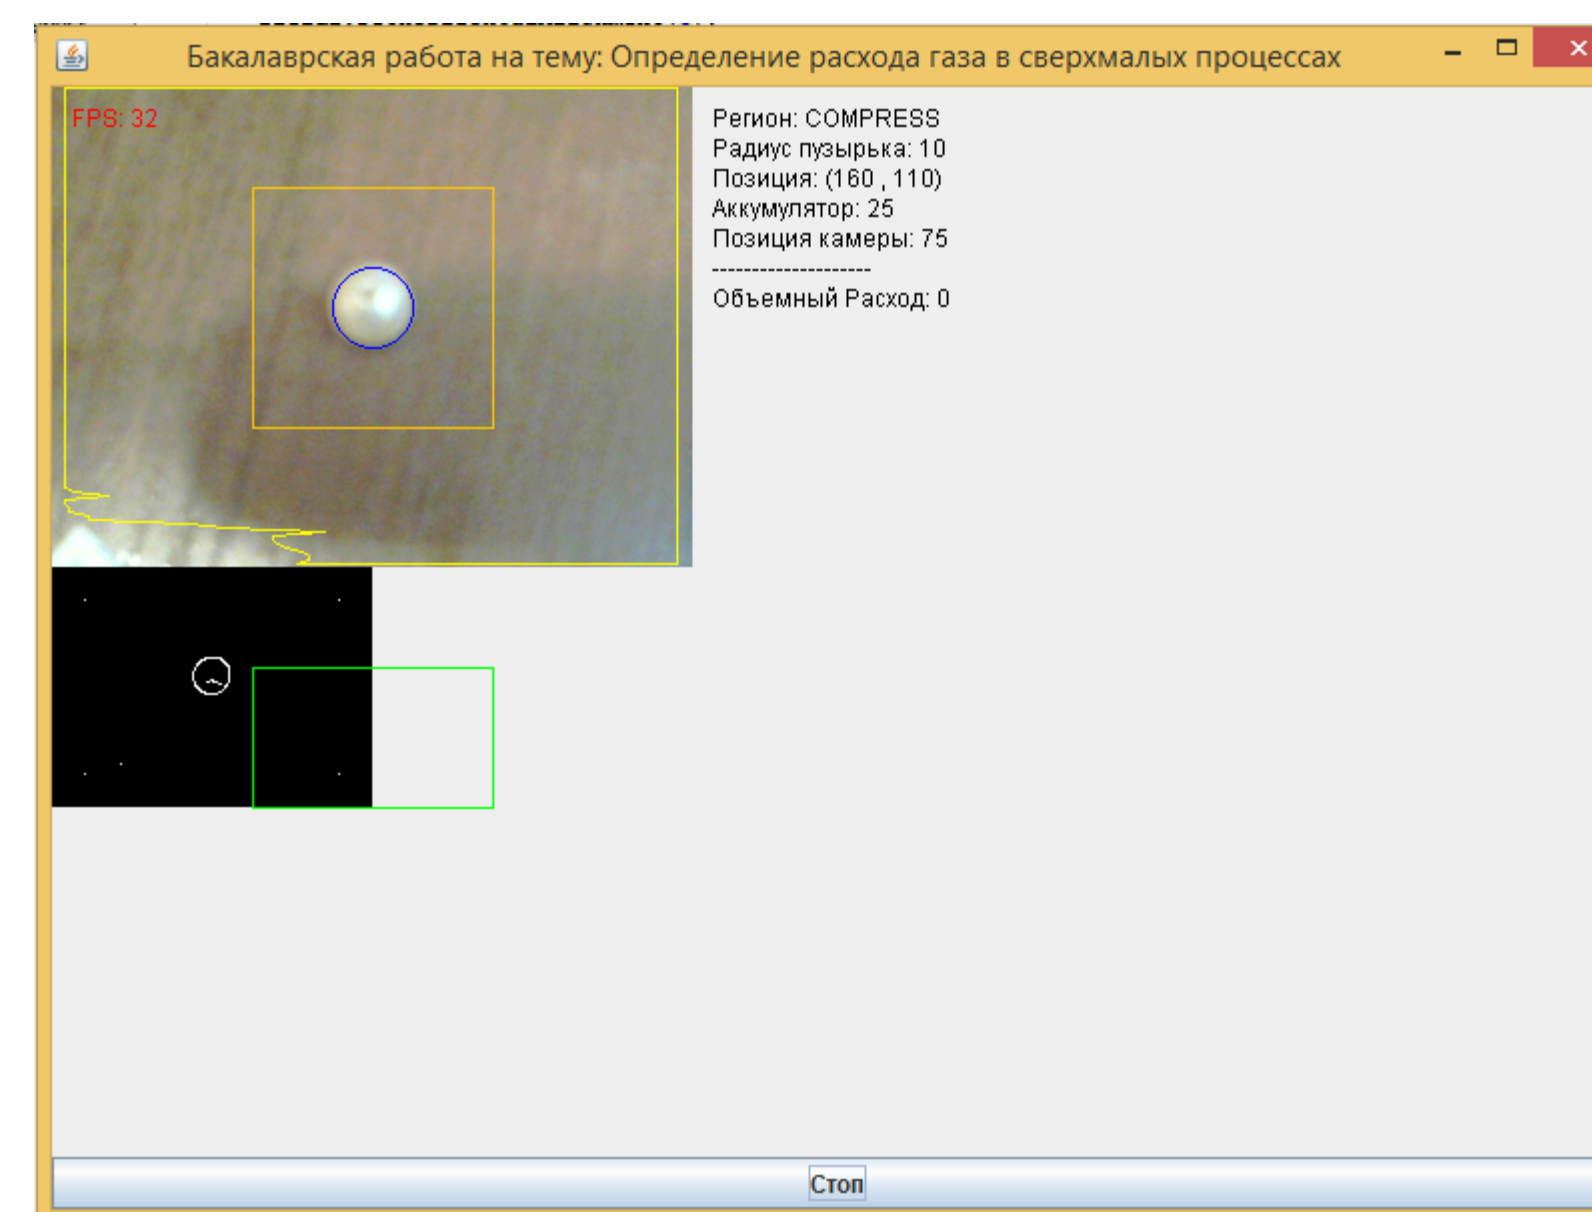 Бакалаврская работа на тему: Определение расхода газа в сверхмалых процессах
FPS: 32
Регион: COMPRESS
Радиус пузырька: 10
Позиция: (160 , 110)
Аккумулятор: 25
Позиция камеры: 75
--------------------
Объемный Расход: 0
Стоп